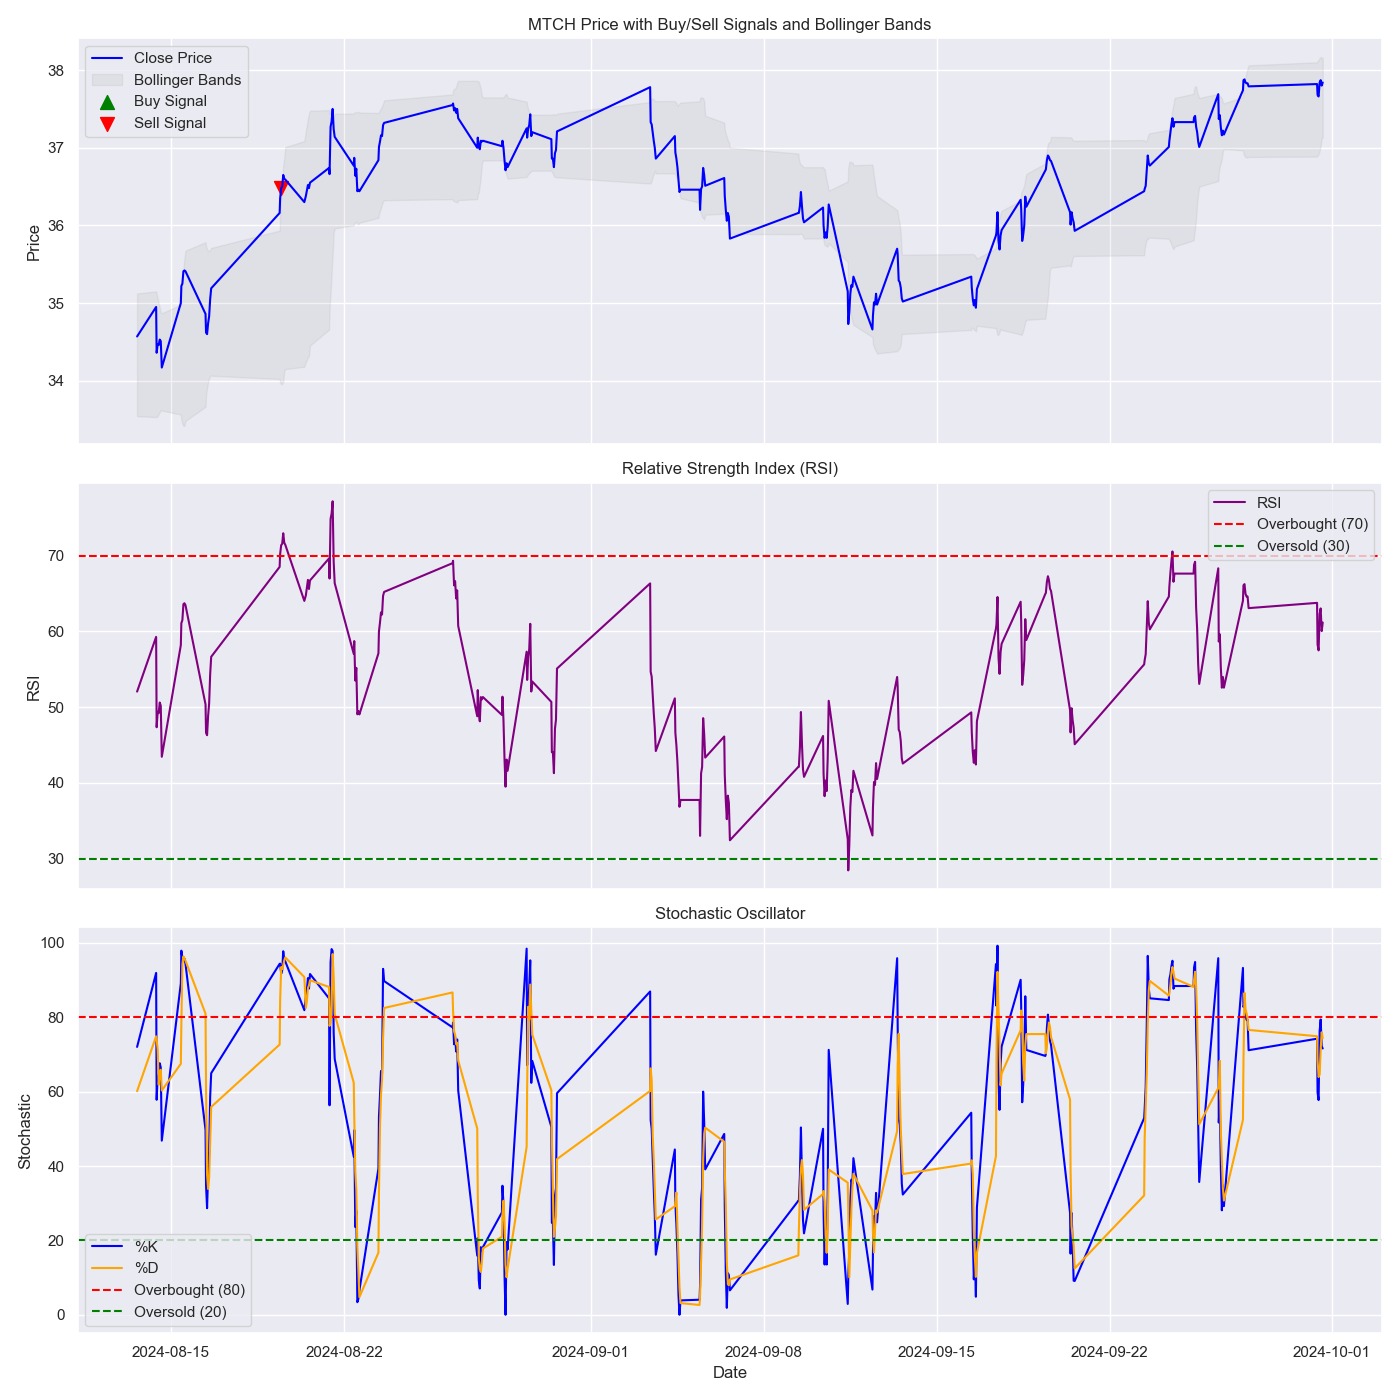 MTCH Price with Buy/Sell Signals and Bollinger Bands
Close Price
Bollinger Bands
Buy Signal
Sell Signal
38
37
36
35
34
Price
Relative Strength Index (RSI)
RSI
Overbought (70)
Oversold (30)
70
60
50
40
30
RSI
Stochastic Oscillator
100
80
60
40
20
0
Stochastic
%K
%D
Overbought (80)
Oversold (20)
2024-08-15
2024-08-22
2024-09-01
2024-09-08
2024-09-15
2024-09-22
2024-10-01
Date